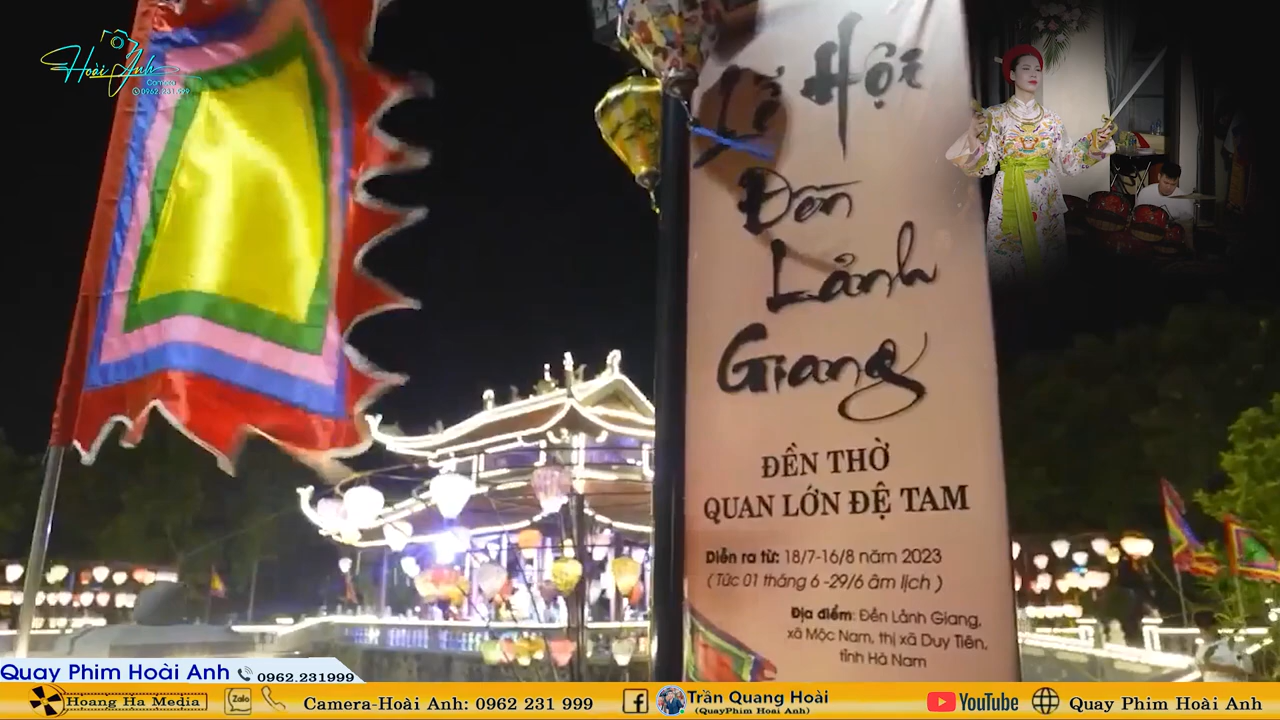 Hoài Anh
Camera
0962.231.999
Lễ Hội
Đền
Lảnh
Giang
ĐỀN THỜ
QUAN LỚN ĐỆ TAM
Diễn ra từ: 18/7-16/8 năm 2023
( Tức 01 tháng 6 -29/6 âm lịch )
Địa điểm: Đền Lảnh Giang,
xã Mộc Nam, thị xã Duy Tiên,
tỉnh Hà Nam
Quay Phim Hoài Anh 0962.231999
Hoang Ha Media Zalo Camera-Hoài Anh: 0962 231 999 Trần Quang Hoài YouTube Quay Phim Hoài Anh
(QuayPhim Hoài Anh)